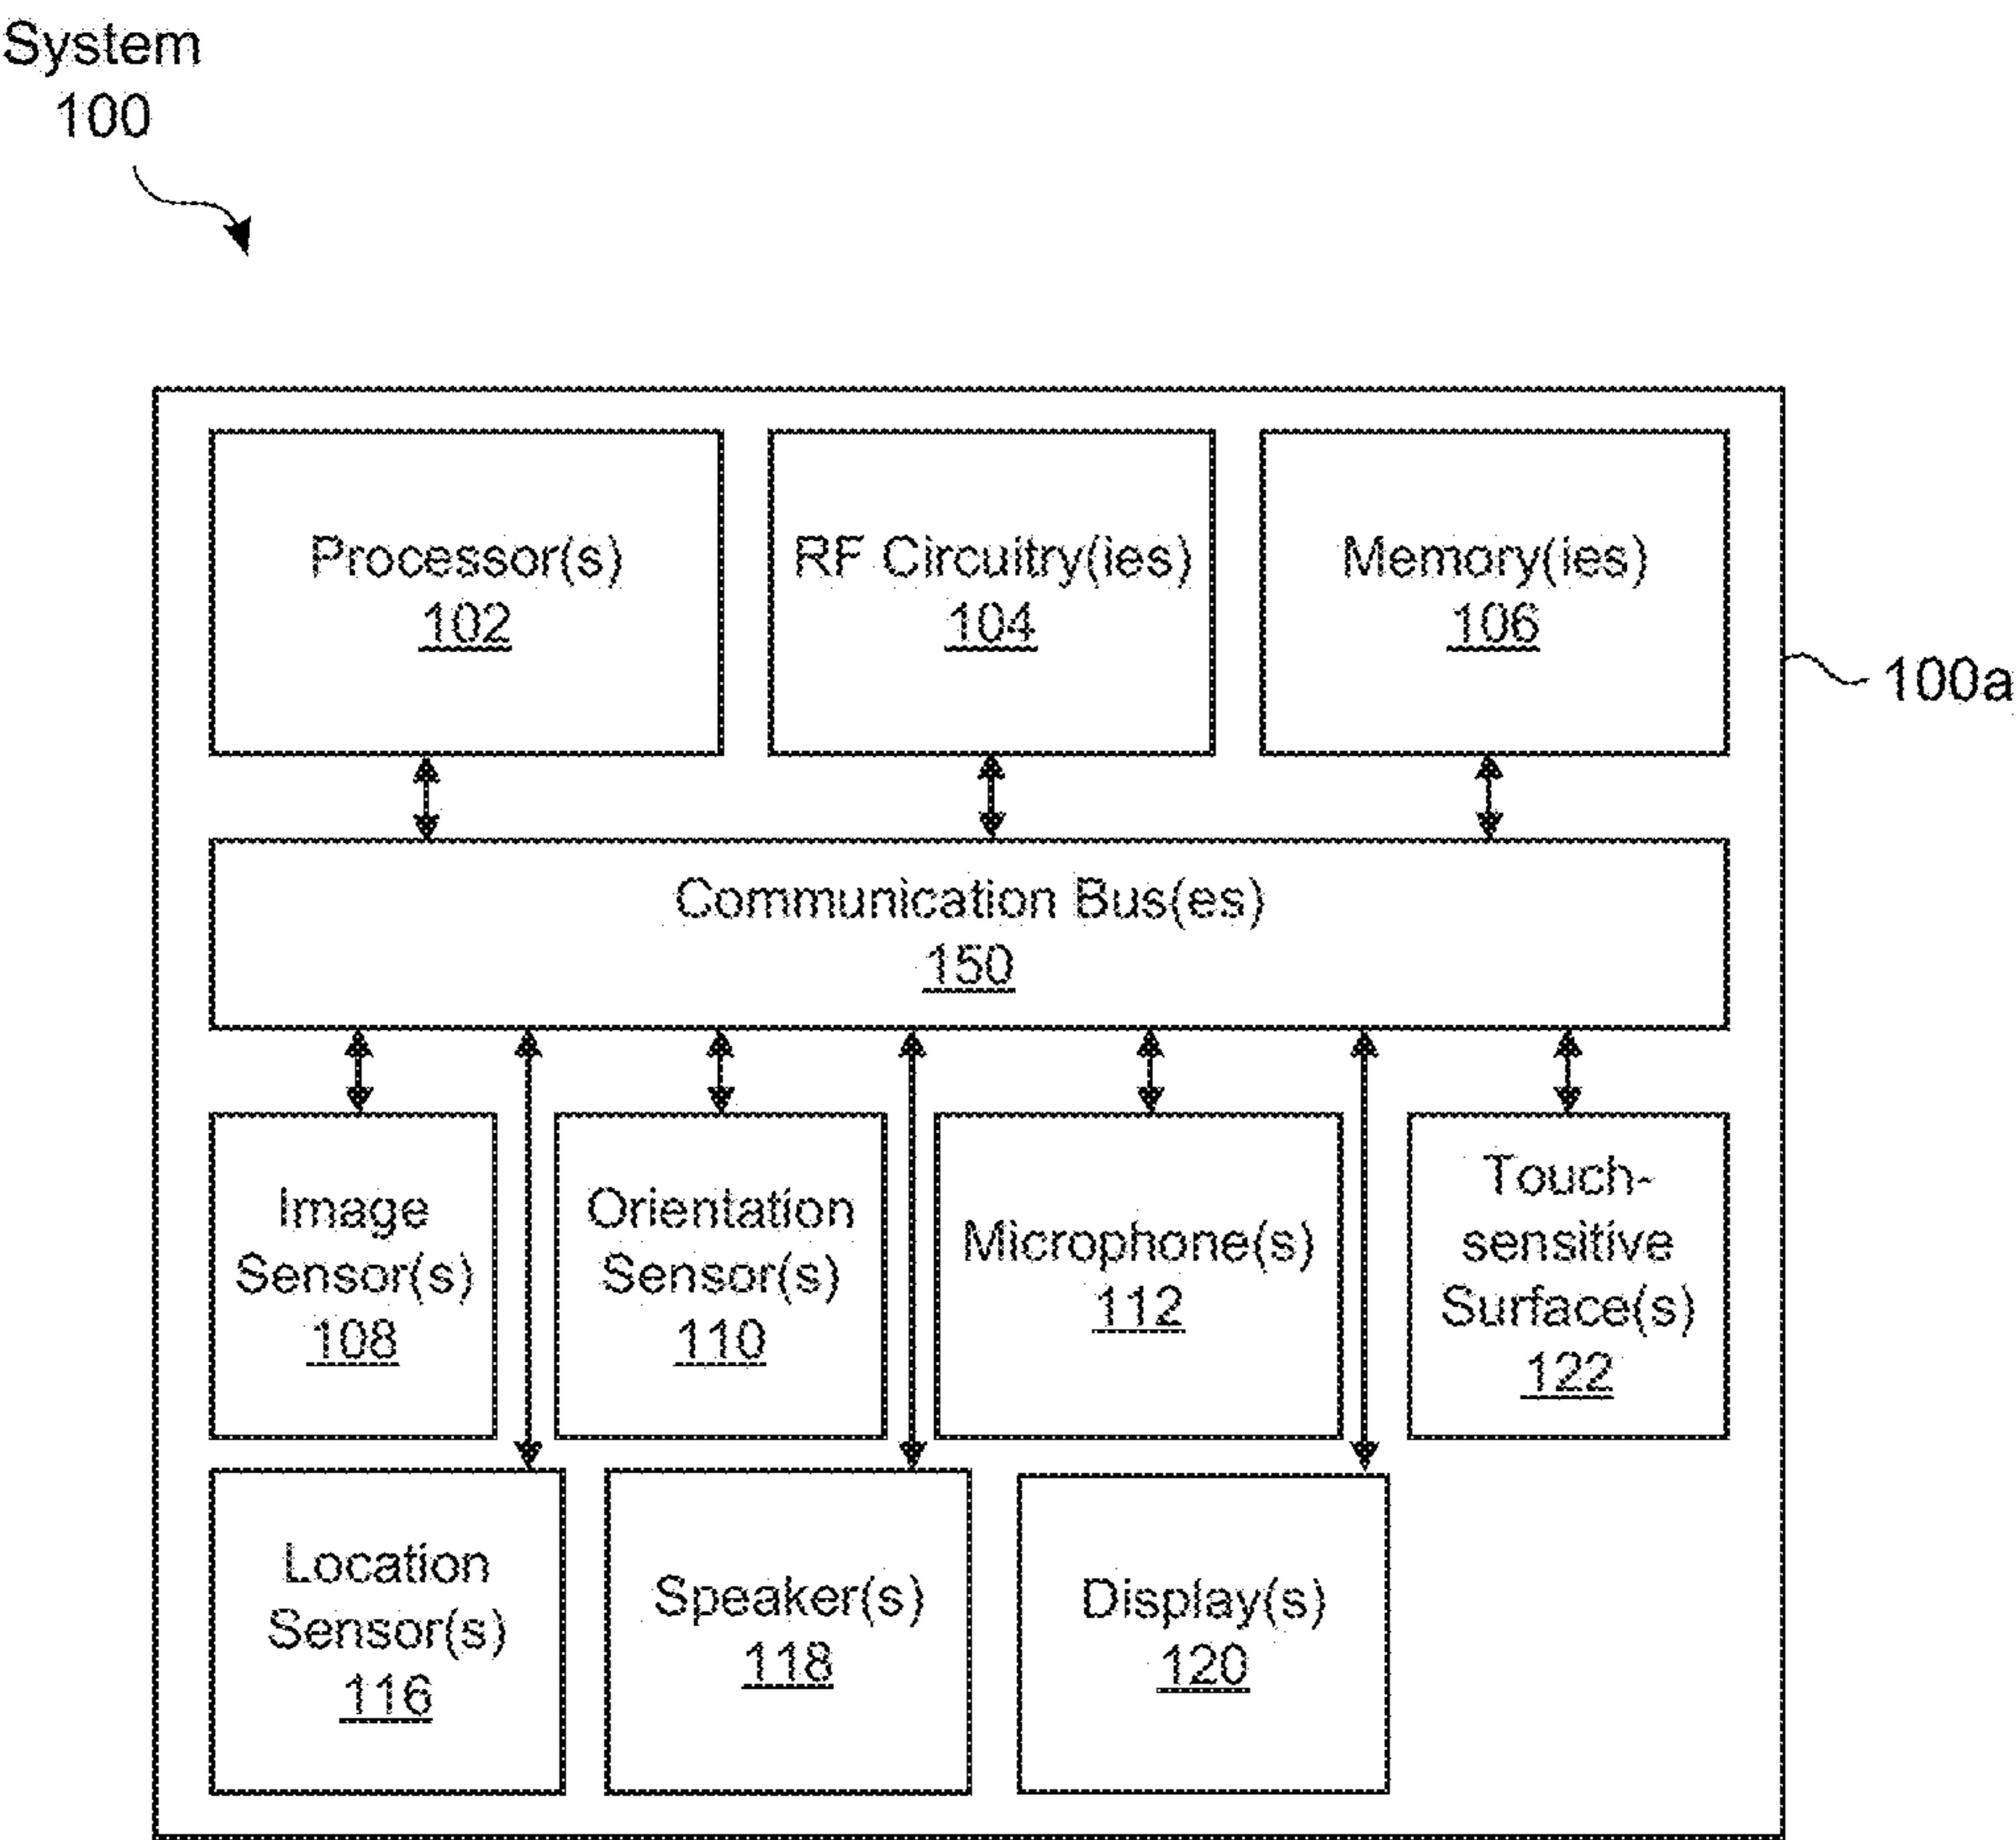 System
100
Processor(s)
102
RF Circuitry(ies)
104
Memory(ies)
106
100a
Communication Bus(es)
150
Image
Sensor(s)
108
Orientation
Sensor(s)
110
Microphone(s)
112
Touch-
sensitive
Surface(s)
122
Location
Sensor(s)
116
Speaker(s)
118
Display(s)
120